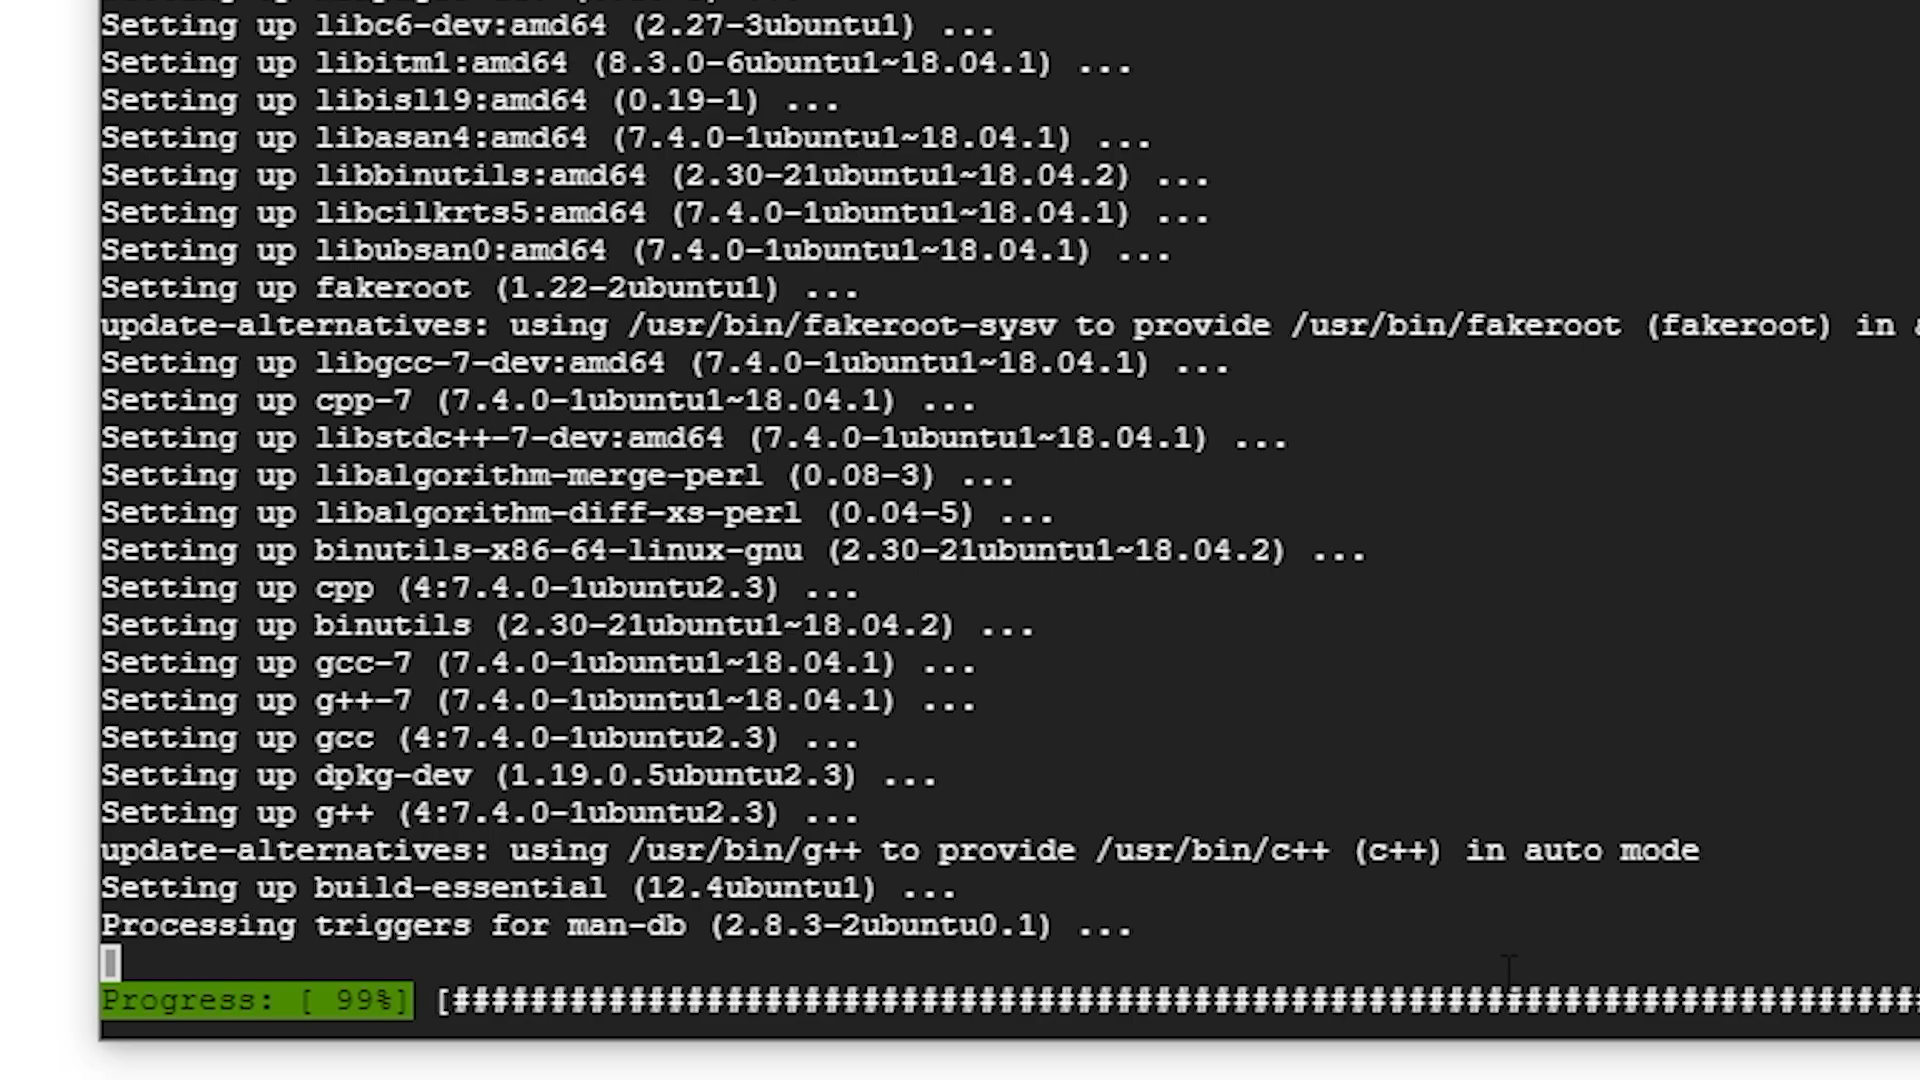 Setting up libc6-dev:amd64 (2.27-3ubuntu1) ...
Setting up libitm1:amd64 (8.3.0-6ubuntu1~18.04.1) ...
Setting up libisl19:amd64 (0.19-1) ...
Setting up libasan4:amd64 (7.4.0-1ubuntu1~18.04.1) ...
Setting up libbinutils:amd64 (2.30-21ubuntu1~18.04.2) ...
Setting up libcilkrts5:amd64 (7.4.0-1ubuntu1~18.04.1) ...
Setting up libubsan0:amd64 (7.4.0-1ubuntu1~18.04.1) ...
Setting up fakeroot (1.22-2ubuntu1) ...
update-alternatives: using /usr/bin/fakeroot-sysv to provide /usr/bin/fakeroot (fakeroot) in
Setting up libgcc-7-dev:amd64 (7.4.0-1ubuntu1~18.04.1) ...
Setting up cpp-7 (7.4.0-1ubuntu1~18.04.1) ...
Setting up libstdc++-7-dev:amd64 (7.4.0-1ubuntu1~18.04.1) ...
Setting up libalgorithm-merge-perl (0.08-3) ...
Setting up libalgorithm-diff-xs-perl (0.04-5) ...
Setting up binutils-x86-64-linux-gnu (2.30-21ubuntu1~18.04.2) ...
Setting up cpp (4:7.4.0-1ubuntu2.3) ...
Setting up binutils (2.30-21ubuntu1~18.04.2) ...
Setting up gcc-7 (7.4.0-1ubuntu1~18.04.1) ...
Setting up g++-7 (7.4.0-1ubuntu1~18.04.1) ...
Setting up gcc (4:7.4.0-1ubuntu2.3) ...
Setting up dpkg-dev (1.19.0.5ubuntu2.3) ...
Setting up g++ (4:7.4.0-1ubuntu2.3) ...
update-alternatives: using /usr/bin/g++ to provide /usr/bin/c++ (c++) in auto mode
Setting up build-essential (12.4ubuntu1) ...
Processing triggers for man-db (2.8.3-2ubuntu0.1) ...
Progress: [ 99%] [###########################################################################